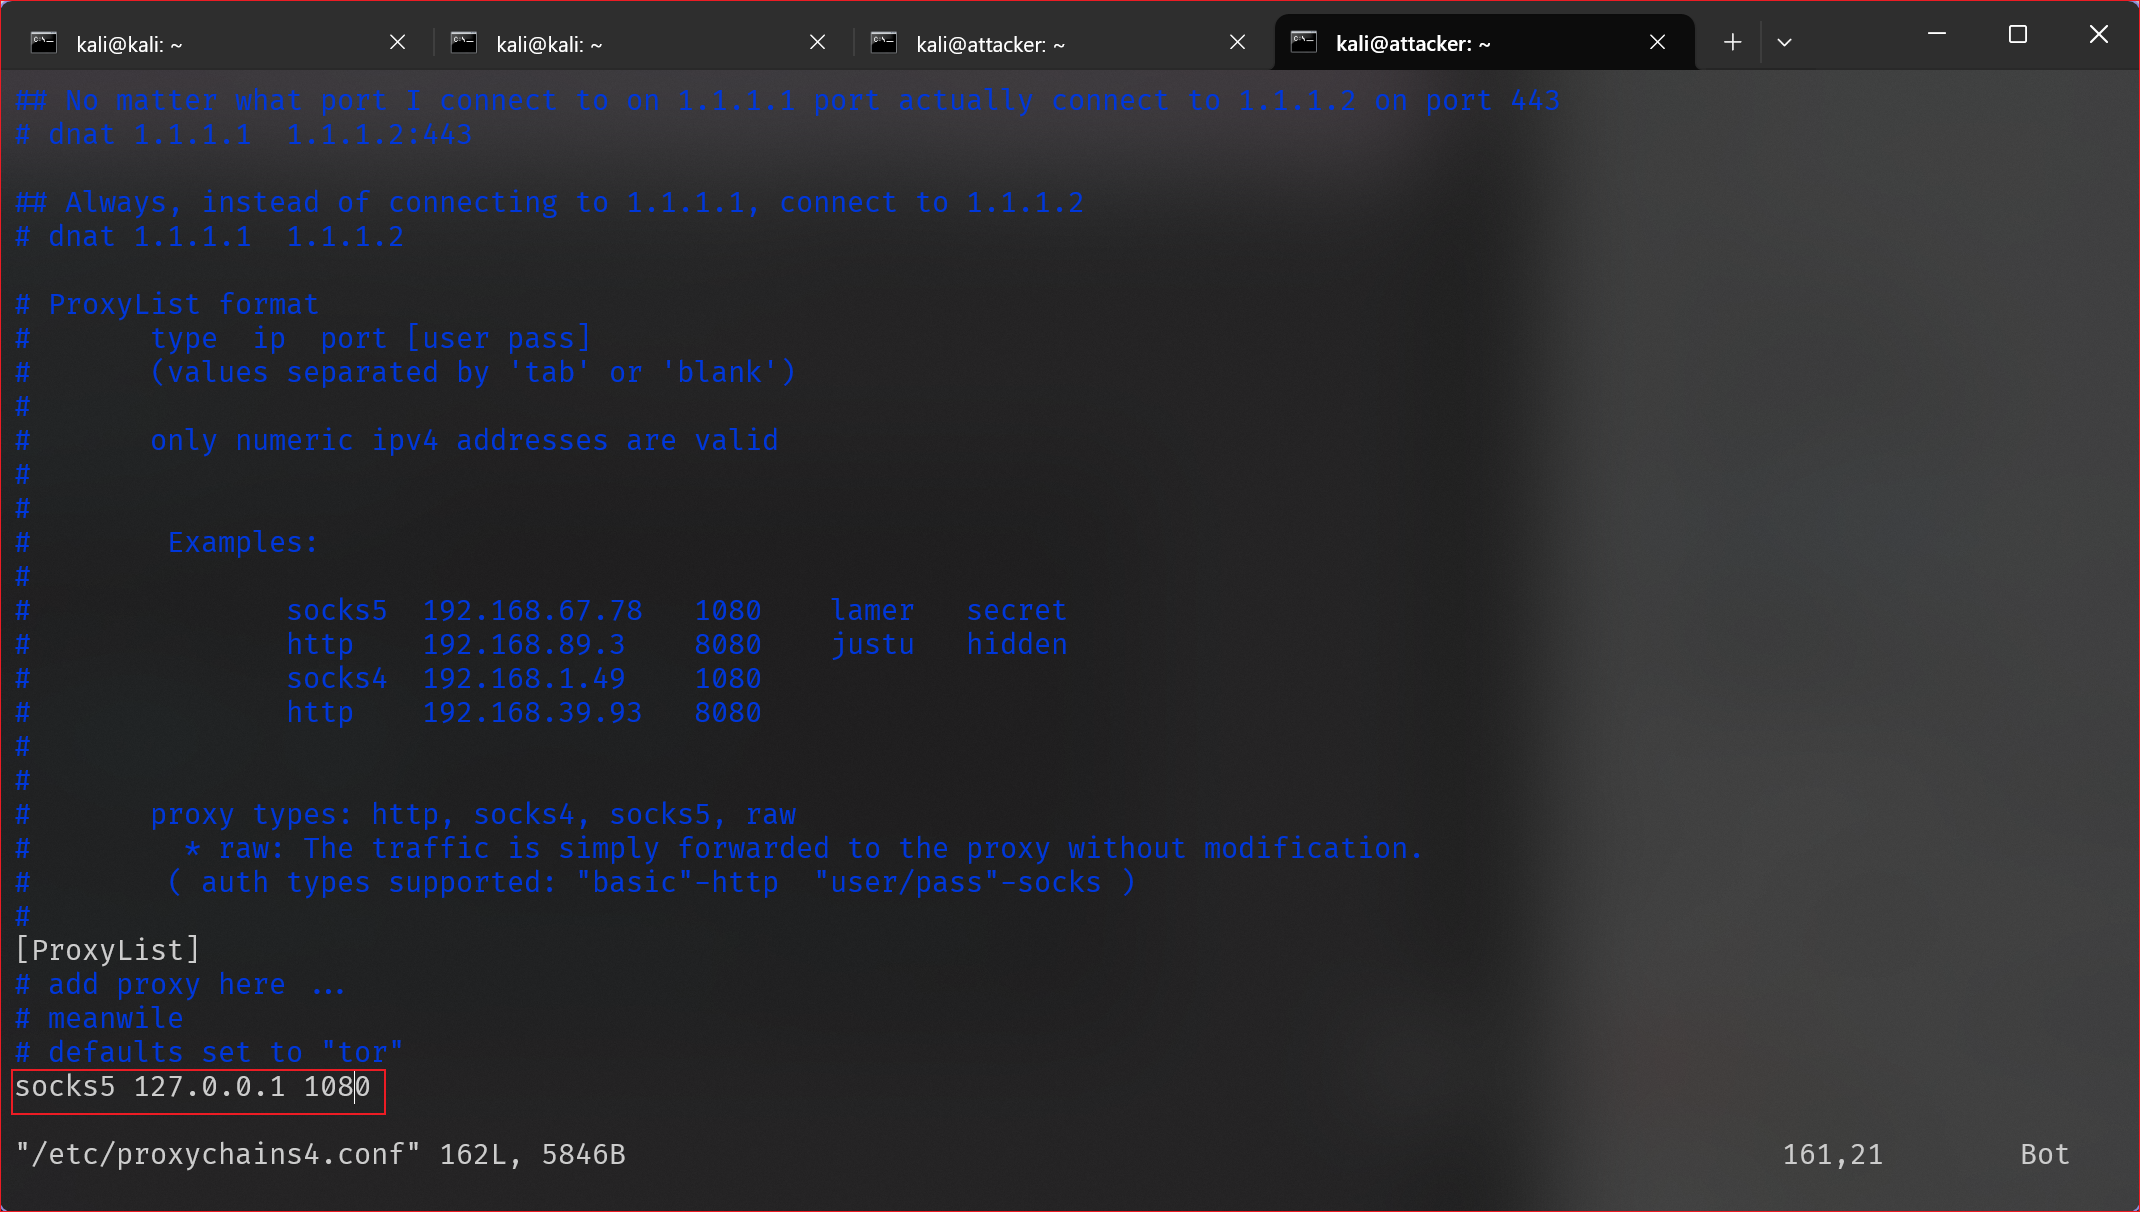 kali@kali: ~ kali@kali: ~ kali@attacker: ~ kali@attacker: ~
## No matter what port I connect to on 1.1.1.1 port actually connect to 1.1.1.2 on port 443
# dnat 1.1.1.1  1.1.1.2:443
## Always, instead of connecting to 1.1.1.1, connect to 1.1.1.2
# dnat 1.1.1.1  1.1.1.2
# ProxyList format
#       type  ip  port [user pass]
#       (values separated by 'tab' or 'blank')
#
#       only numeric ipv4 addresses are valid
#
#
#        Examples:
#
#               socks5  192.168.67.78   1080    lamer   secret
#               http    192.168.89.3    8080    justu   hidden
#               socks4  192.168.1.49    1080
#               http    192.168.39.93   8080
#
#
#       proxy types: http, socks4, socks5, raw
#         * raw: The traffic is simply forwarded to the proxy without modification.
#        ( auth types supported: "basic"-http  "user/pass"-socks )
#
[ProxyList]
# add proxy here ...
# meanwile
# defaults set to "tor"
socks5 127.0.0.1 1080
"/etc/proxychains4.conf" 162L, 5846B 161,21 Bot